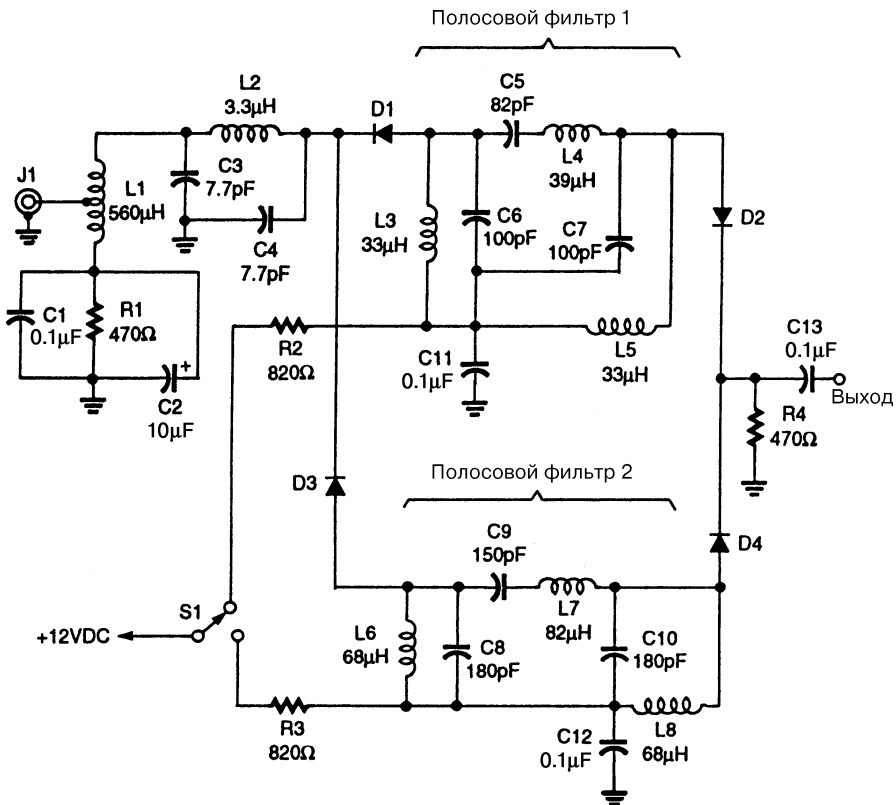 Полосовой фильтр 1
L2
3.3μH
D1
C5
82pF
J1
L1
560μH
C3
7.7pF
C4
7.7pF
L3
33μH
C6
100pF
L4
39μH
C7
100pF
D2
C1
0.1μF
R1
470Ω
C2
10μF
+
R2
820Ω
C11
0.1μF
L5
33μH
C13
0.1μF
Выход
R4
470Ω
Полосовой фильтр 2
D3
C9
150pF
D4
S1
+12VDC
L6
68μH
C8
180pF
L7
82μH
C10
180pF
R3
820Ω
C12
0.1μF
L8
68μH